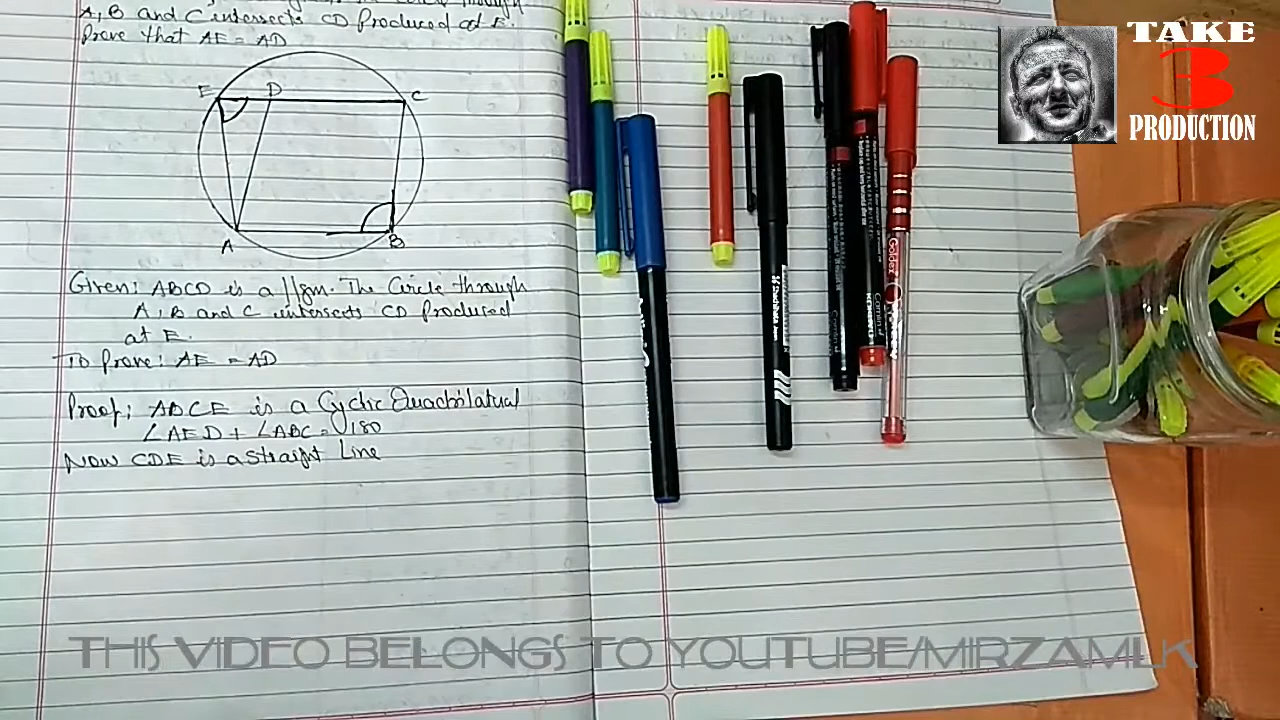 through
A, B and C intersects CD Produced at E.
Prove that AE = AD
E D C
A B
Given: ABCD is a ||gm. The Circle through
A, B and C intersects CD Produced
at E.
To Prove: AE = AD
Proof: ABCE is a Cyclic Quadrilateral
∠AED + ∠ABC = 180
Now CDE is a straight Line
TAKE
3
PRODUCTION
Goldex
THIS VIDEO BELONGS TO YOUTUBE/MIRZAMLK